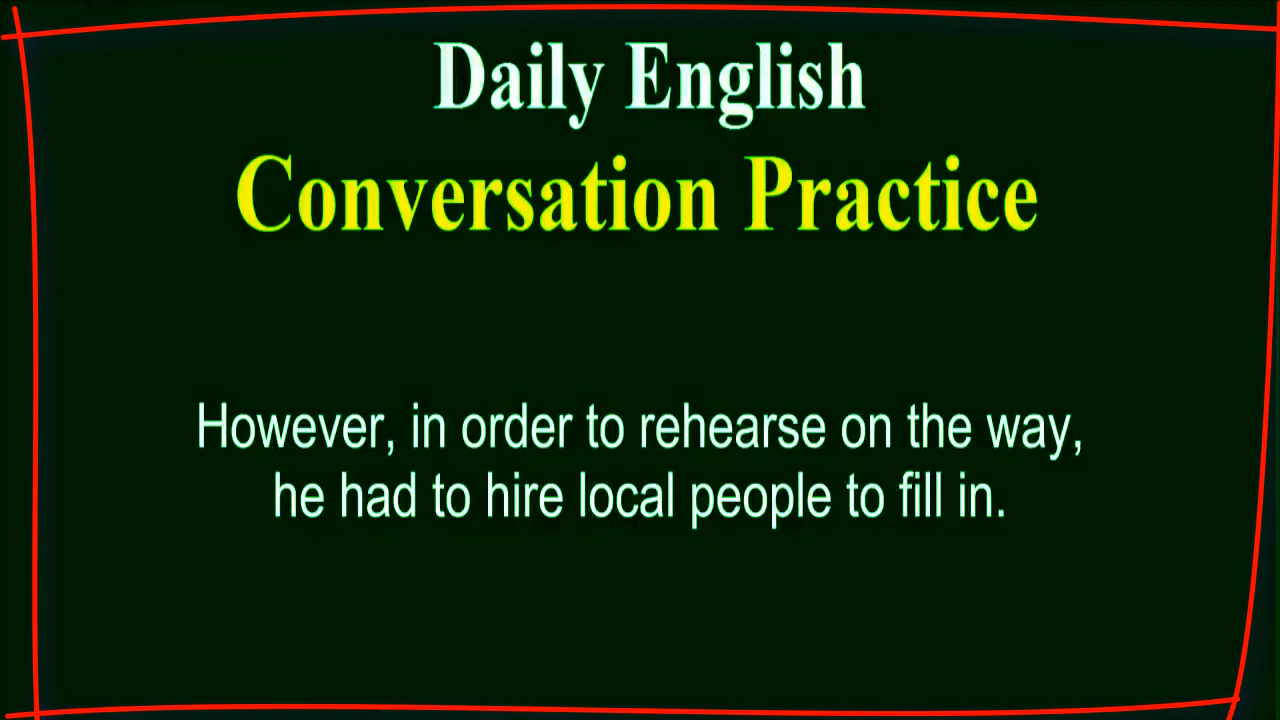 Daily English
Conversation Practice
However, in order to rehearse on the way,
he had to hire local people to fill in.